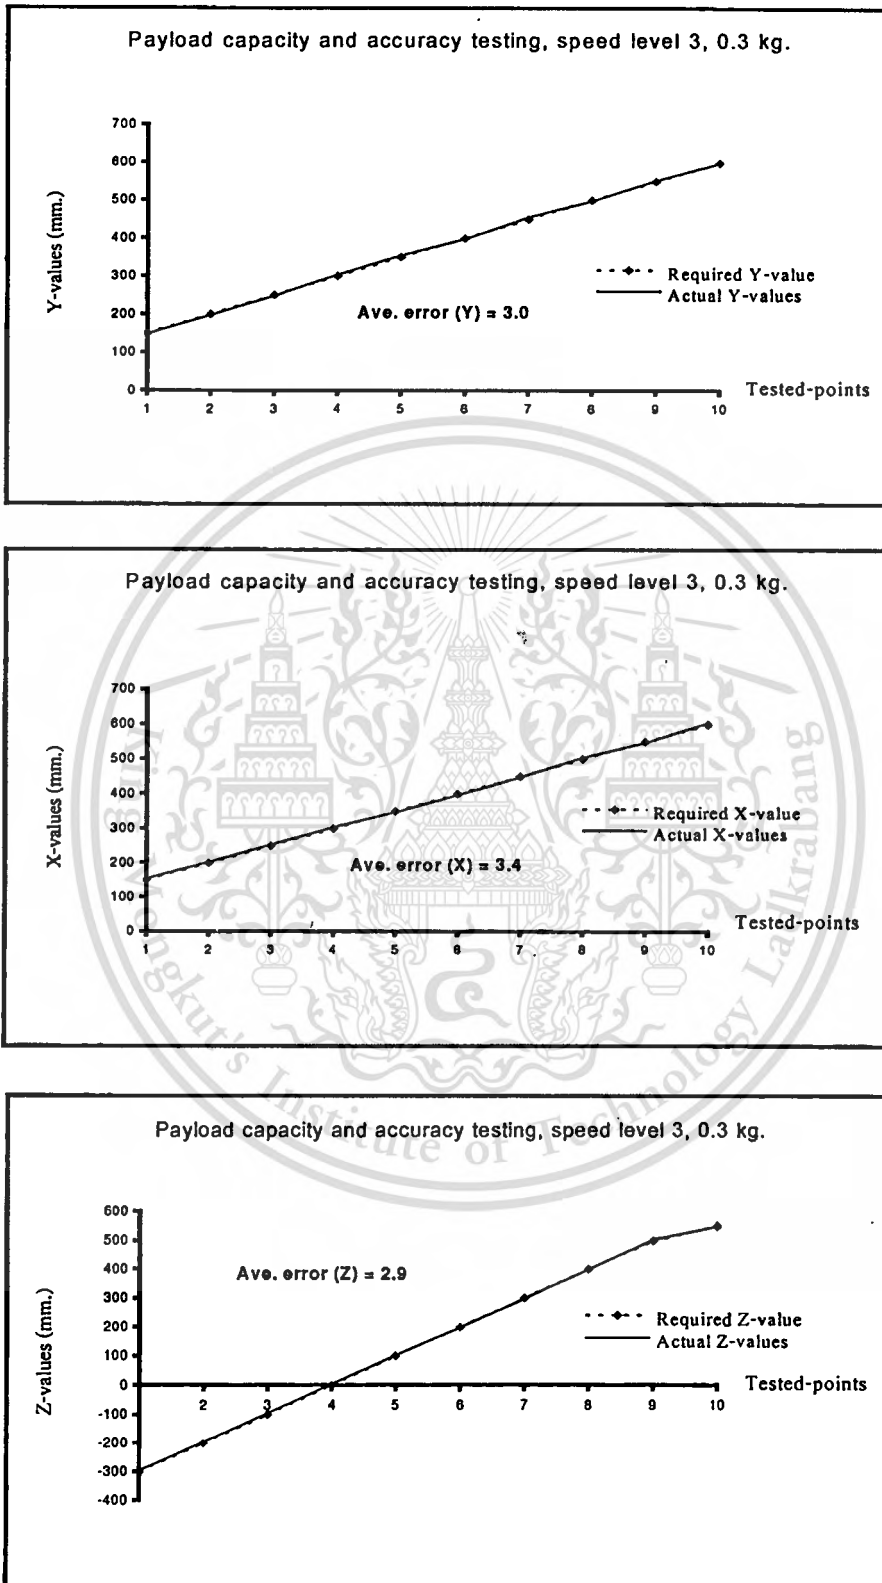 Payload capacity and accuracy testing, speed level 3, 0.3 kg.
700
600
500
400
300
200
100
0
Y-values (mm.)
Required Y-value
Actual Y-values
Ave. error (Y) = 3.0
1 2 3 4 5 6 7 8 9 10
Tested-points
Payload capacity and accuracy testing, speed level 3, 0.3 kg.
700
600
500
400
300
200
100
0
X-values (mm.)
Required X-value
Actual X-values
Ave. error (X) = 3.4
1 2 3 4 5 6 7 8 9 10
Tested-points
King Mongkut's Institute of Technology Ladkrabang
Payload capacity and accuracy testing, speed level 3, 0.3 kg.
600
500
400
300
200
100
0
-100
-200
-300
-400
Z-values (mm.)
Ave. error (Z) = 2.9
Required Z-value
Actual Z-values
2 3 4 5 6 7 8 9 10
Tested-points